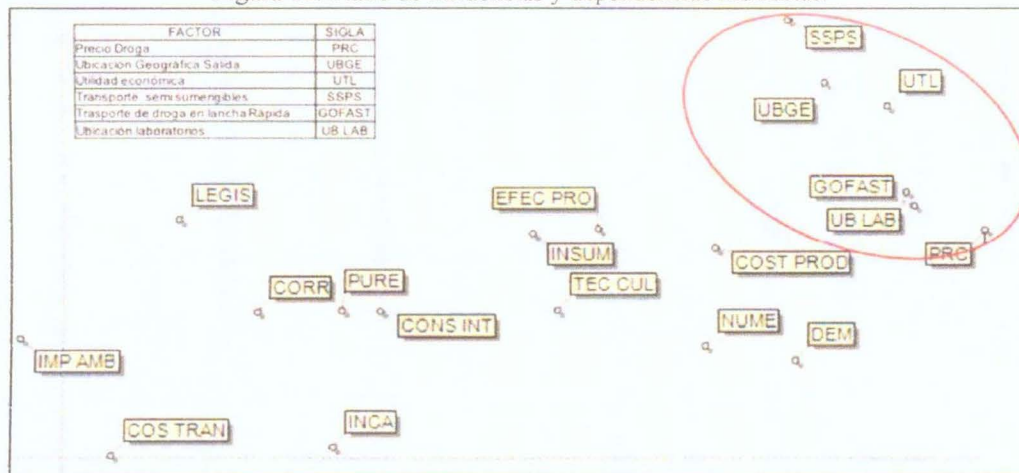 FACTOR SIGLA
Precio Droga PRC
Ubicación Geográfica Salida UBGE
Utilidad económica UTL
Transporte semisumengibles SSPS
Trasporte de droga en lancha Rápida GOFAST
Ubicación laboratorios UB LAB
SSPS
UTL
UBGE
LEGIS
EFEC PRO
GOFAST
UB LAB
INSUM
COST PROD
PRC
CORR
PURE
TEC CUL
CONS INT
NUME
DEM
IMP AMB
COS TRAN
INCA